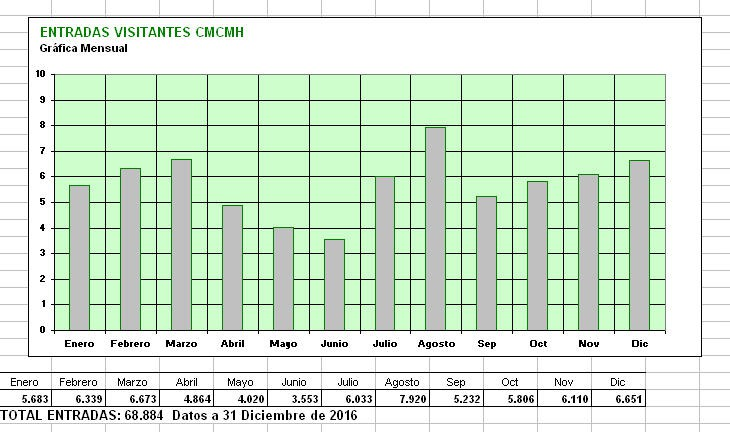 ENTRADAS VISITANTES CMCMH
Gráfica Mensual
10
9
8
7
6
5
4
3
2
1
0
Enero Febrero Marzo Abril Mayo Junio Julio Agosto Sep Oct Nov Dic
Enero Febrero Marzo Abril Mayo Junio Julio Agosto Sep Oct Nov Dic
5.683 6.339 6.673 4.864 4.020 3.553 6.033 7.920 5.232 5.806 6.110 6.651
TOTAL ENTRADAS: 68.884 Datos a 31 Diciembre de 2016